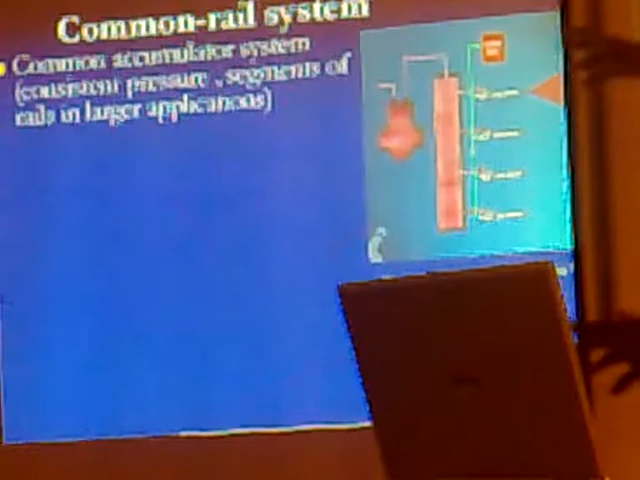 Common-rail system
Common accumulator system
(consistent pressure , segments of
rails in larger applications)